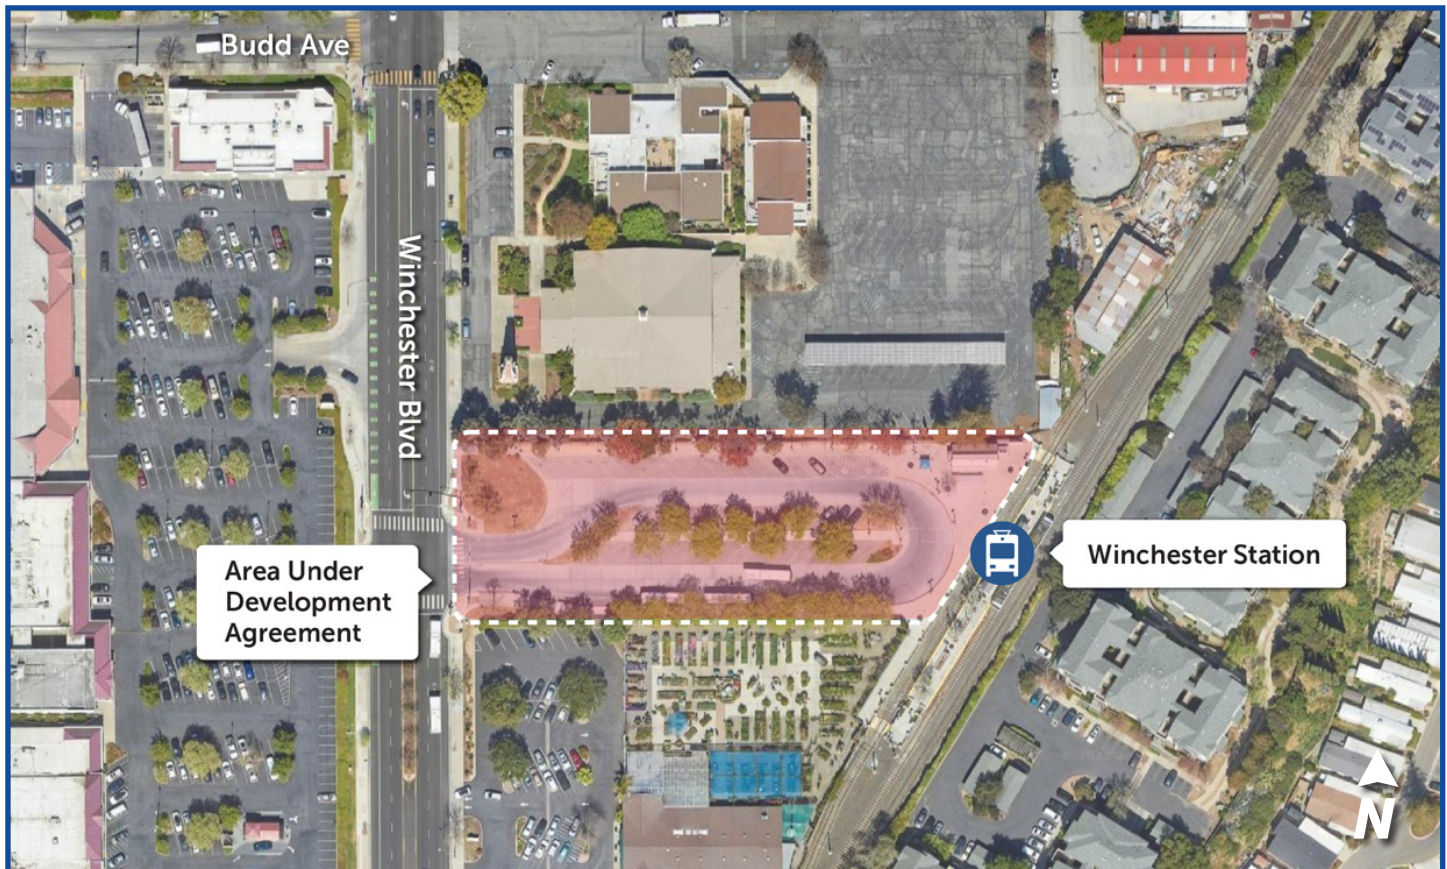 Budd Ave
Winchester Blvd
Area Under
Development
Agreement
Winchester Station
N